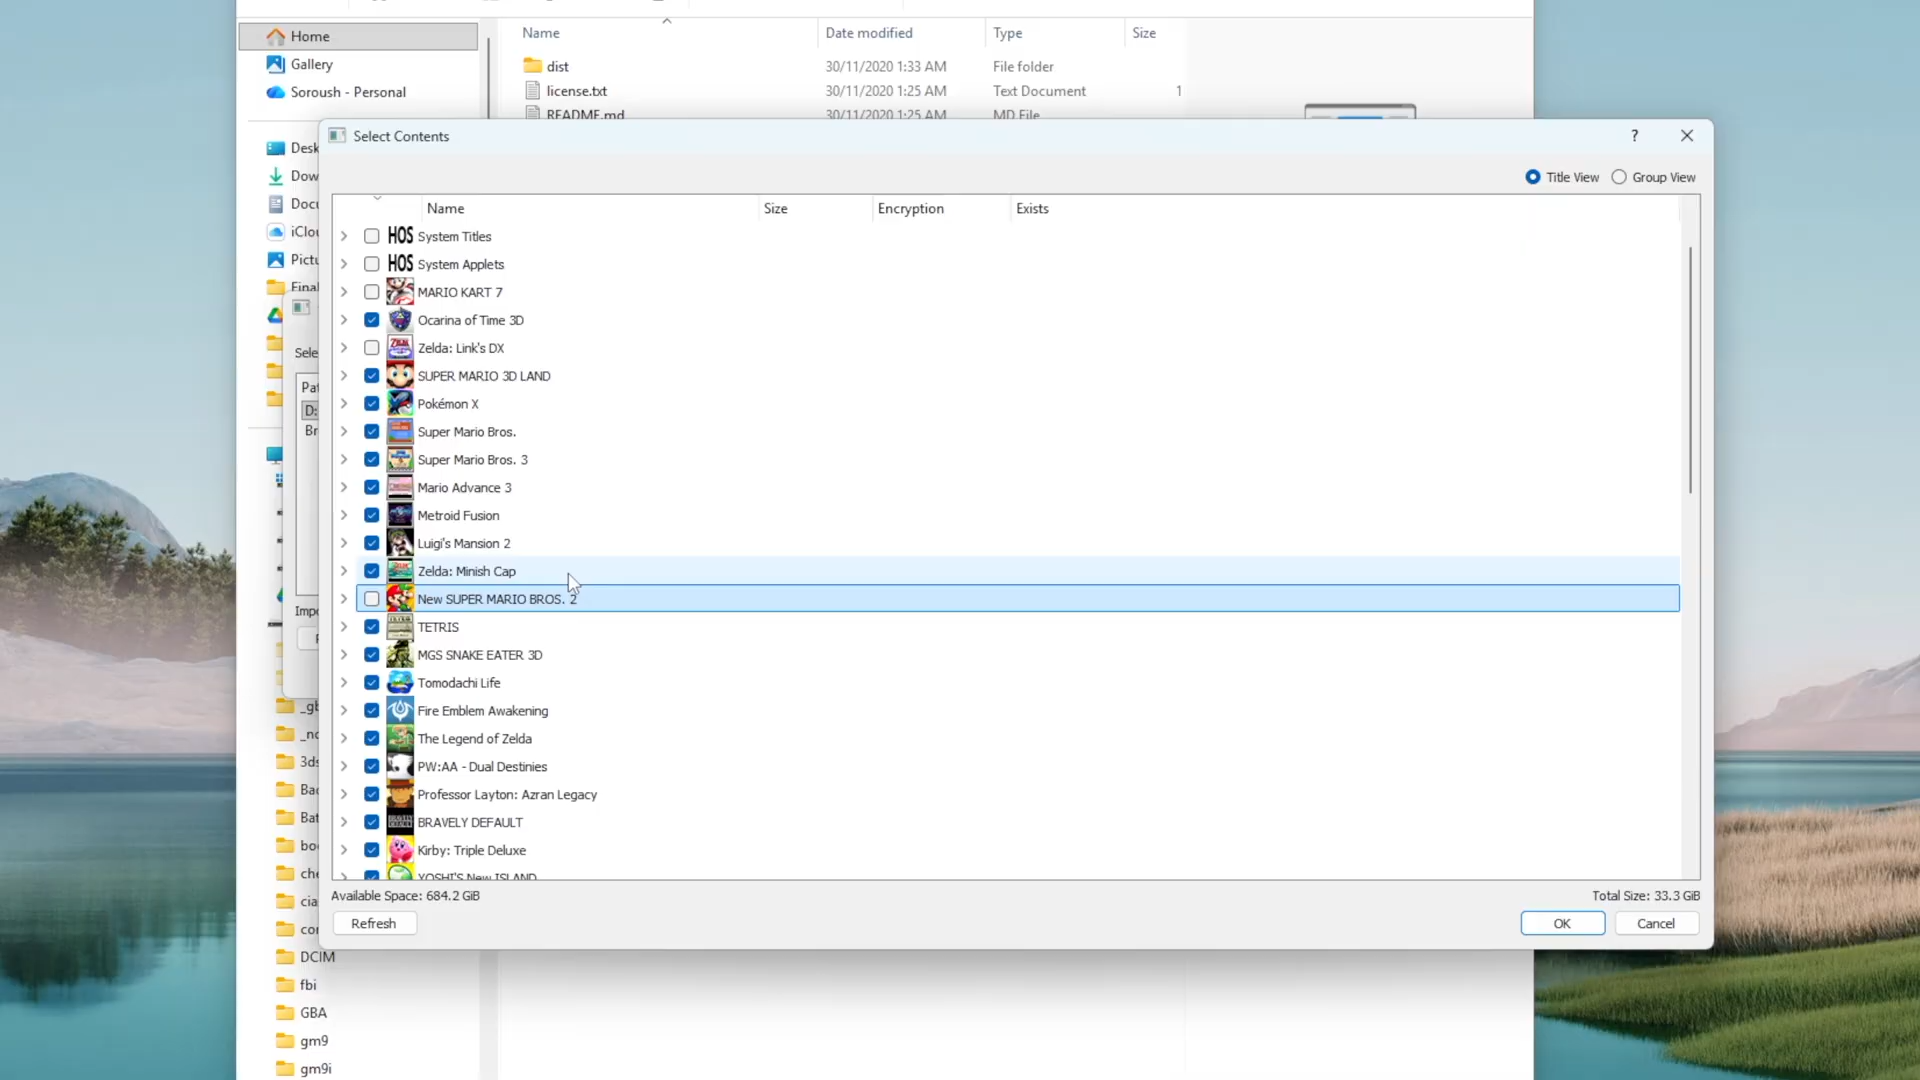 Home
Gallery
Soroush - Personal
Name
Date modified
Type
Size
dist
30/11/2020 1:33 AM
File folder
license.txt
30/11/2020 1:25 AM
Text Document
1
README.md
30/11/2020 1:25 AM
MD File
Desk
Dow
Docu
iClou
Pictu
Final
Sele
Pat
D:
Br
Impo
_gb
_no
3ds
Bac
Bat
boo
che
cia
cor
DCIM
fbi
GBA
gm9
gm9i
Select Contents
?
Title View
Group View
Name
Size
Encryption
Exists
HOS System Titles
HOS System Applets
MARIO KART 7
Ocarina of Time 3D
Zelda: Link's DX
SUPER MARIO 3D LAND
Pokémon X
Super Mario Bros.
Super Mario Bros. 3
Mario Advance 3
Metroid Fusion
Luigi's Mansion 2
Zelda: Minish Cap
New SUPER MARIO BROS. 2
TETRIS
MGS SNAKE EATER 3D
Tomodachi Life
Fire Emblem Awakening
The Legend of Zelda
PW:AA - Dual Destinies
Professor Layton: Azran Legacy
BRAVELY DEFAULT
Kirby: Triple Deluxe
YOSHI'S New ISLAND
Available Space: 684.2 GiB
Total Size: 33.3 GiB
Refresh
OK
Cancel